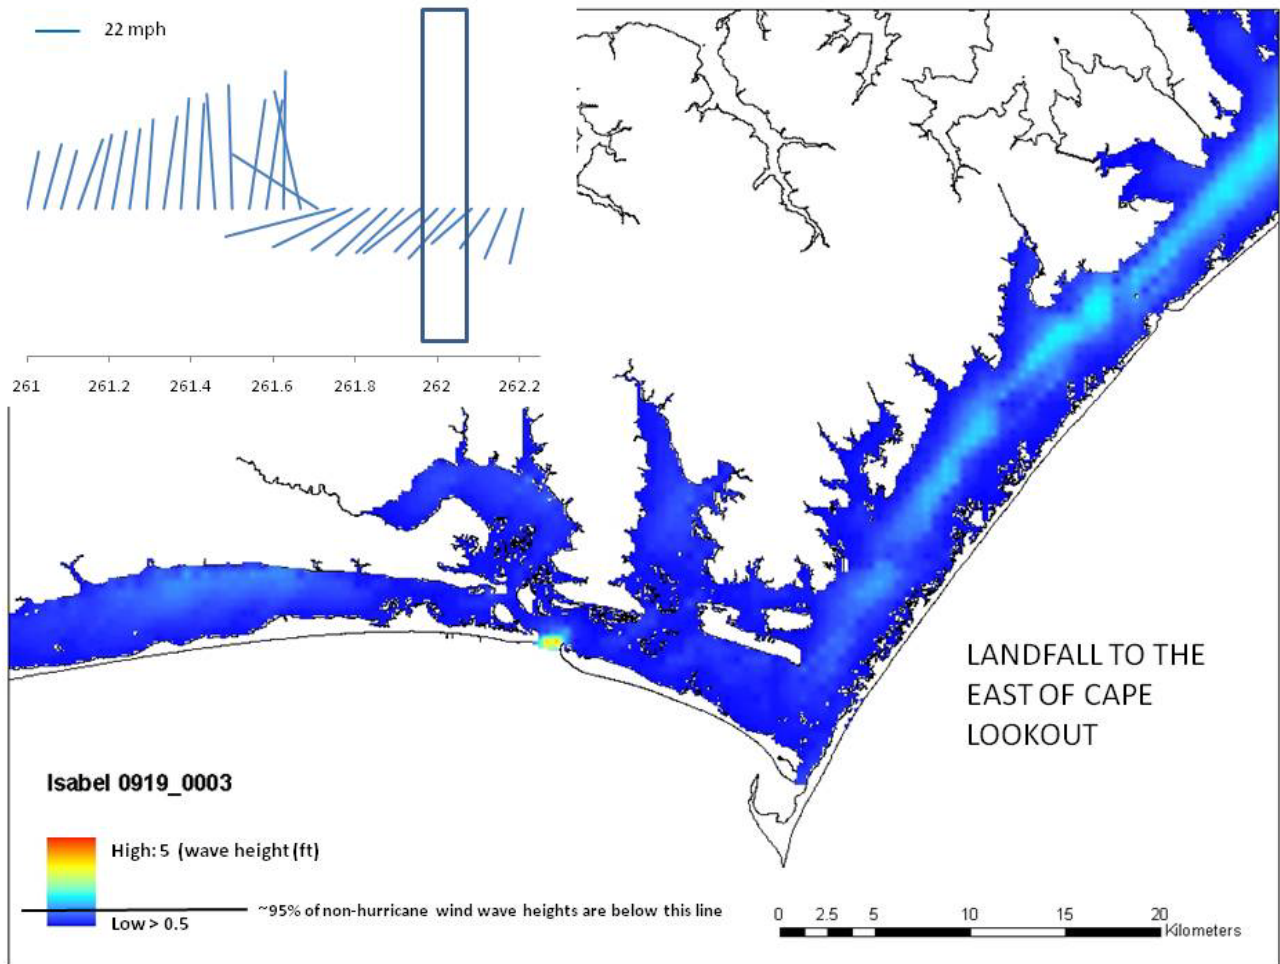 22 mph
261 261.2 261.4 261.6 261.8 262 262.2
LANDFALL TO THE
EAST OF CAPE
LOOKOUT
Isabel 0919_0003
High: 5 (wave height (ft)
~95% of non-hurricane wind wave heights are below this line
Low > 0.5
0 2.5 5 10 15 20
Kilometers